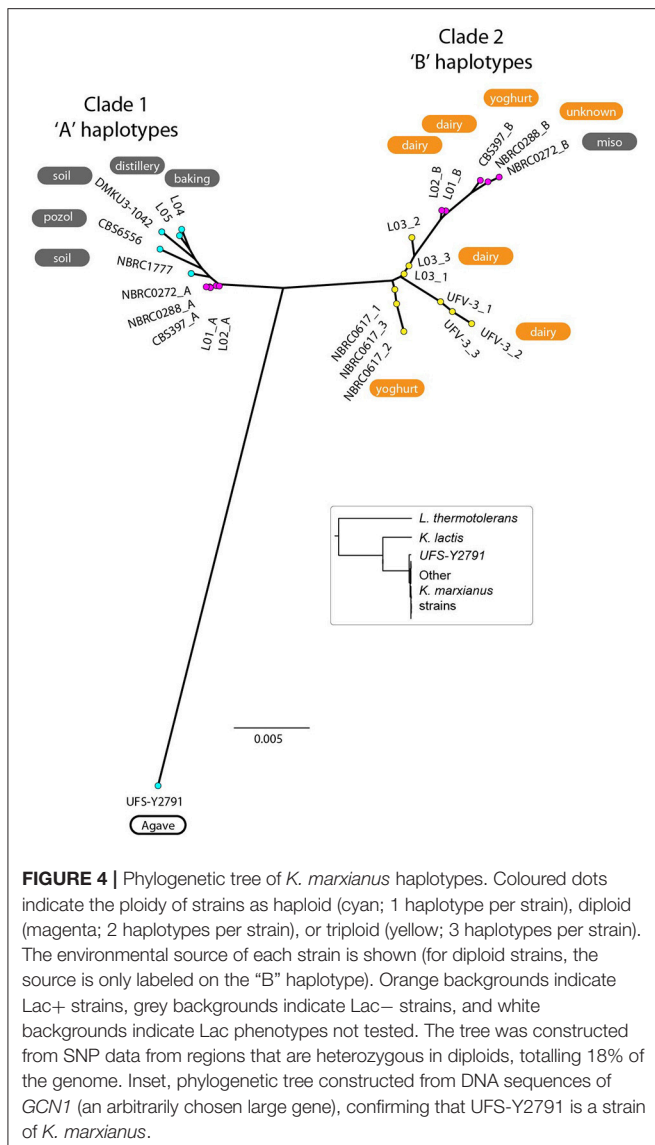 Clade 2
'B' haplotypes
Clade 1
'A' haplotypes
yoghurt
dairy
unknown
dairy
miso
distillery
soil
baking
pozol
soil
DMKU3-1042
L05
L04
CBS6556
NBRC1777
NBRC0272_A
NBRC0288_A
CBS397_A
L01_A
L02_A
L02_B
L01_B
CBS397_B
NBRC0288_B
NBRC0272_B
L03_2
L03_3
L03_1
dairy
UFV-3_1
UFV-3_3
UFV-3_2
dairy
NBRC0617_1
NBRC0617_3
NBRC0617_2
yoghurt
L. thermotolerans
K. lactis
UFS-Y2791
Other
K. marxianus
strains
0.005
UFS-Y2791
Agave
FIGURE 4 | Phylogenetic tree of K. marxianus haplotypes. Coloured dots
indicate the ploidy of strains as haploid (cyan; 1 haplotype per strain), diploid
(magenta; 2 haplotypes per strain), or triploid (yellow; 3 haplotypes per strain).
The environmental source of each strain is shown (for diploid strains, the
source is only labeled on the “B” haplotype). Orange backgrounds indicate
Lac+ strains, grey backgrounds indicate Lac− strains, and white
backgrounds indicate Lac phenotypes not tested. The tree was constructed
from SNP data from regions that are heterozygous in diploids, totalling 18% of
the genome. Inset, phylogenetic tree constructed from DNA sequences of
GCN1 (an arbitrarily chosen large gene), confirming that UFS-Y2791 is a strain
of K. marxianus.